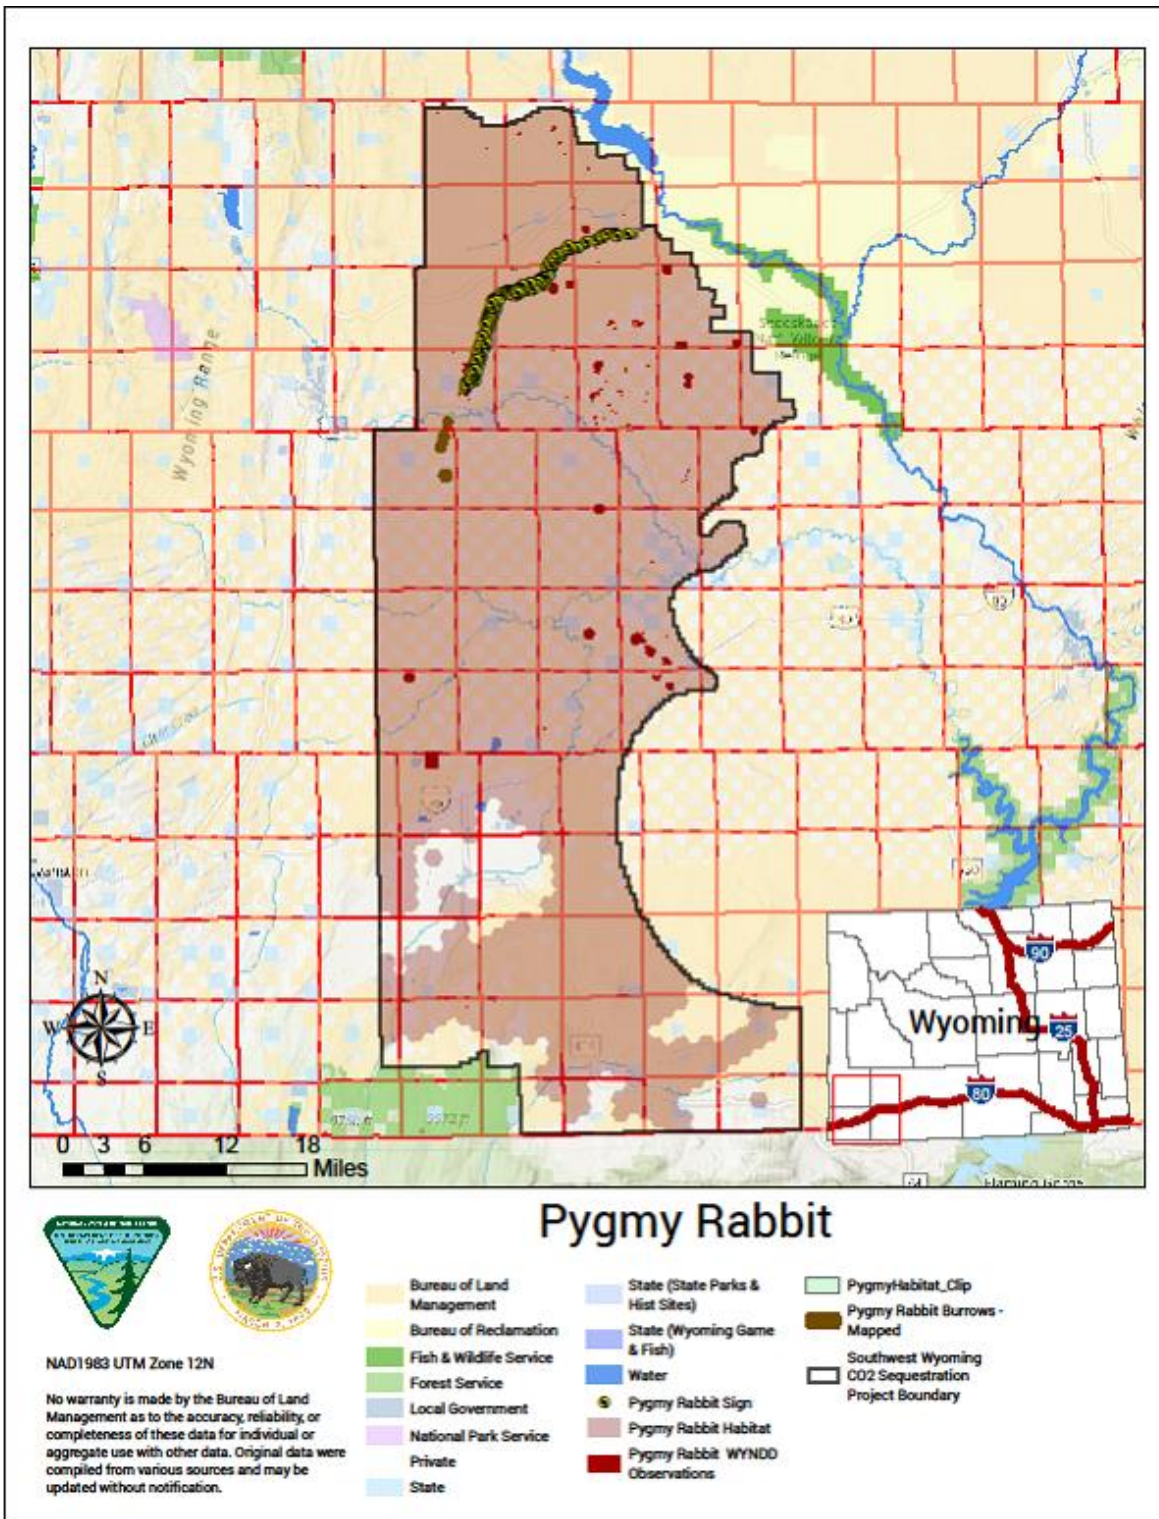 Wyoming Range
80
Wyoming
90
25
80
N
W E
S
0 3 6 12 18
Miles
Flaming Gorge
Pygmy Rabbit
NAD1983 UTM Zone 12N
No warranty is made by the Bureau of Land
Management as to the accuracy, reliability, or
completeness of these data for individual or
aggregate use with other data. Original data were
compiled from various sources and may be
updated without notification.
Bureau of Land
Management
Bureau of Reclamation
Fish & Wildlife Service
Forest Service
Local Government
National Park Service
Private
State
State (State Parks &
Hist Sites)
State (Wyoming Game
& Fish)
Water
S Pygmy Rabbit Sign
Pygmy Rabbit Habitat
Pygmy Rabbit WYNDD
Observations
PygmyHabitat_Clip
Pygmy Rabbit Burrows -
Mapped
Southwest Wyoming
CO2 Sequestration
Project Boundary